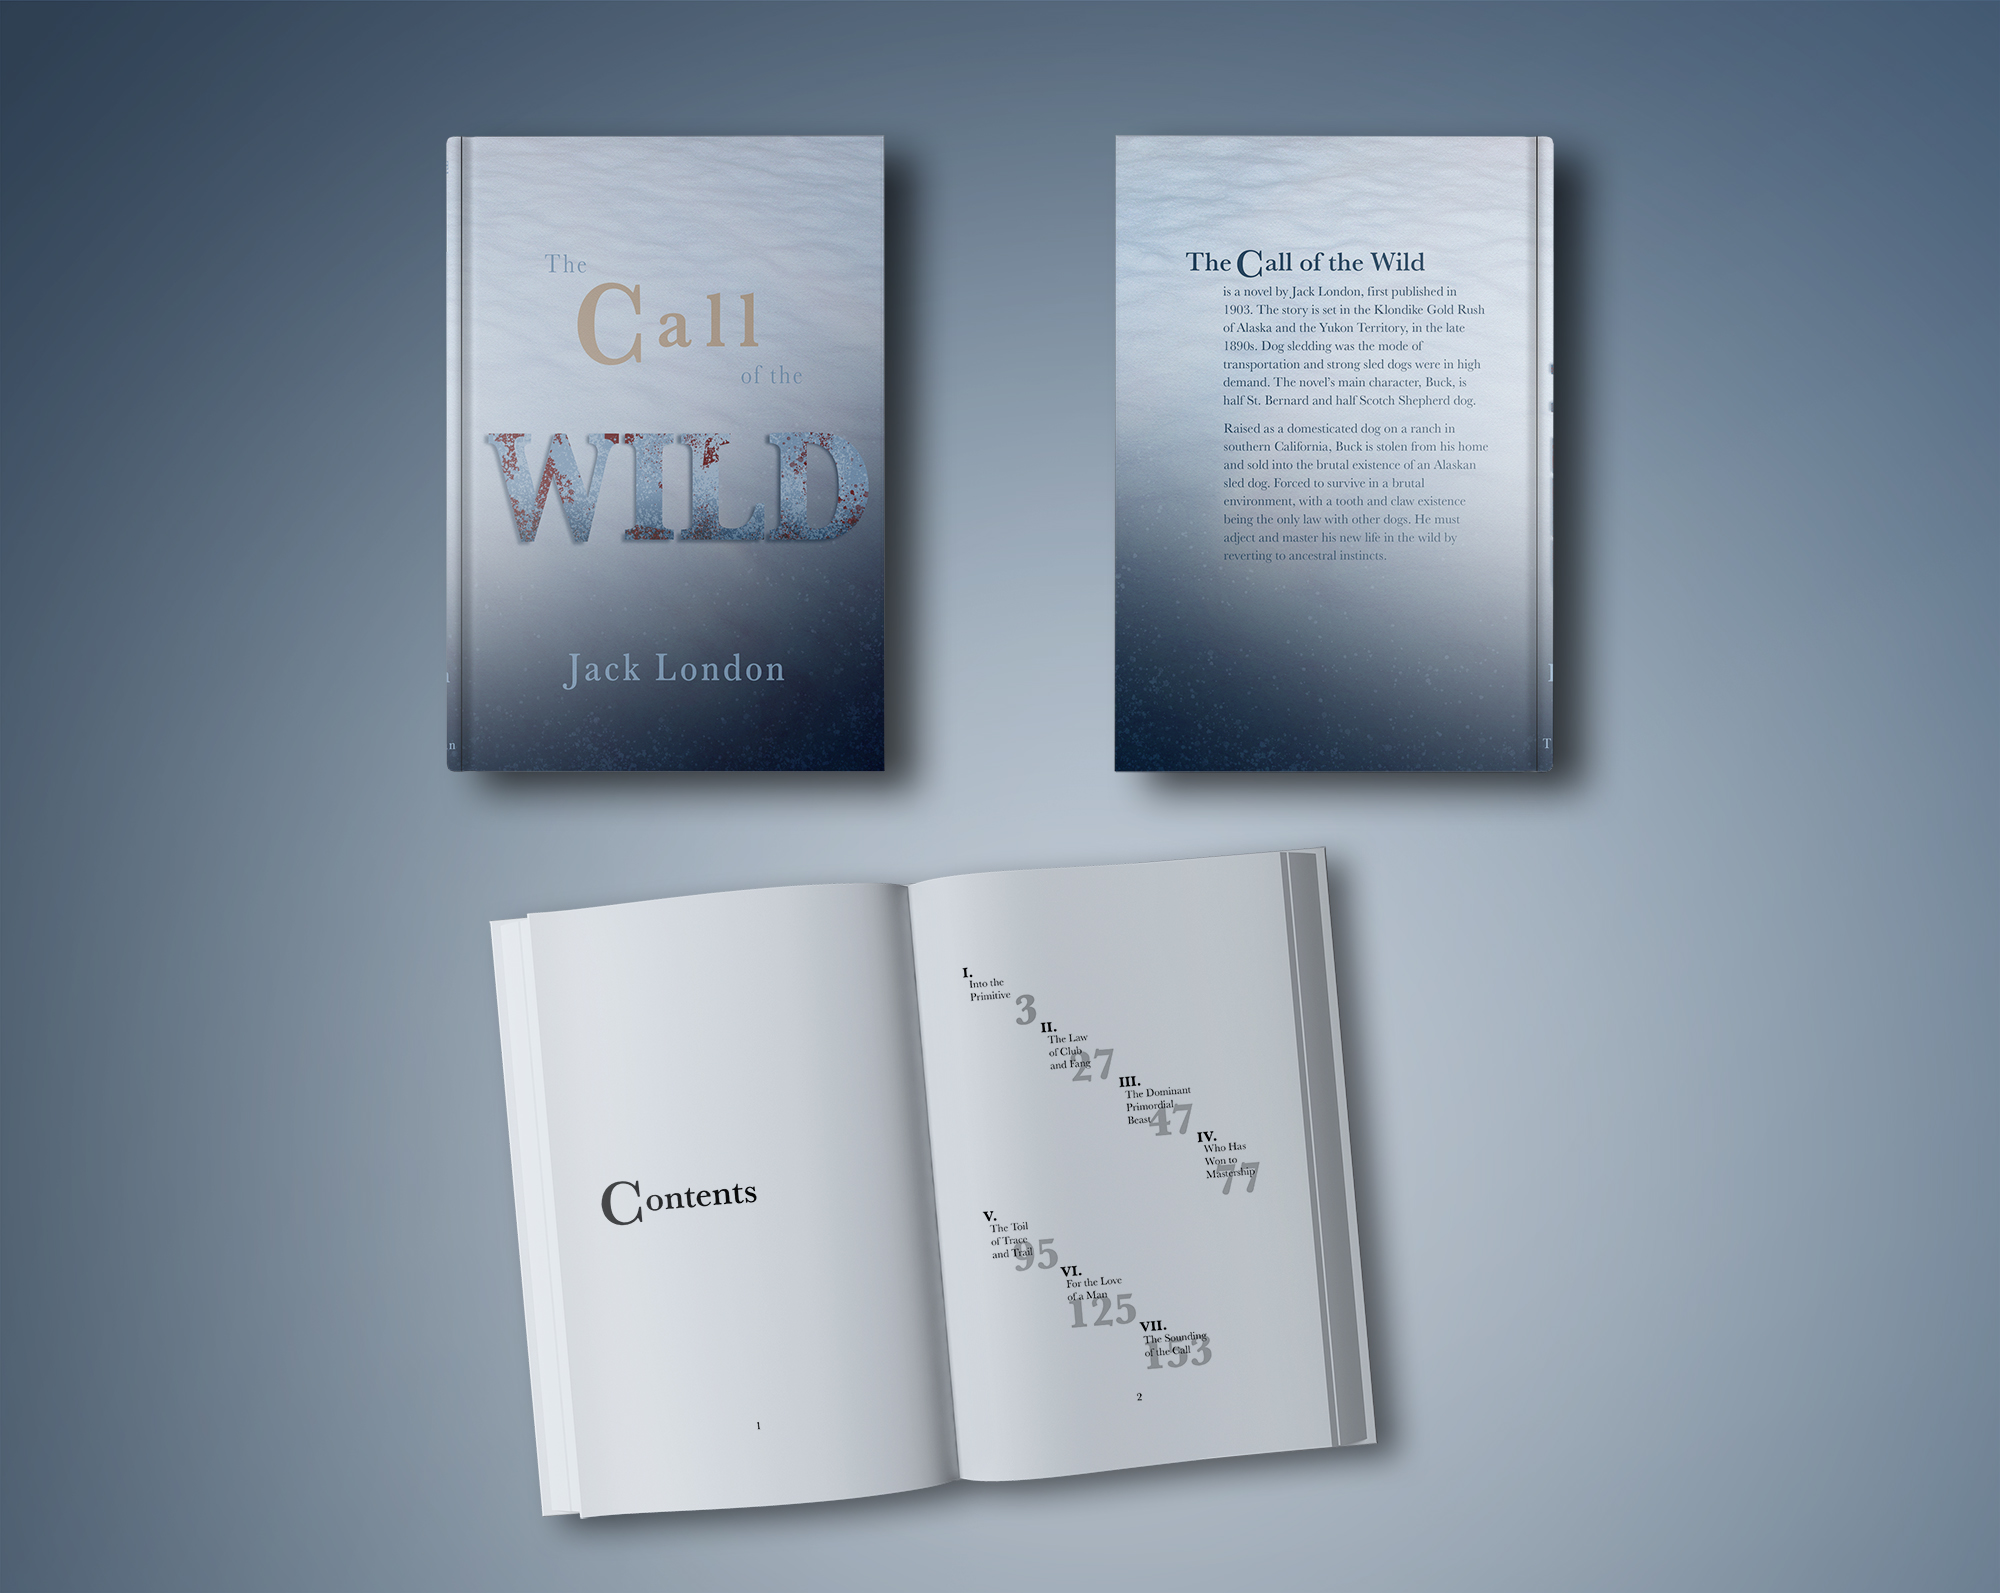 The
Call
of the
WILD
Jack London
n
The Call of the Wild
is a novel by Jack London, first published in
1903. The story is set in the Klondike Gold Rush
of Alaska and the Yukon Territory, in the late
1890s. Dog sledding was the mode of
transportation and strong sled dogs were in high
demand. The novel's main character, Buck, is
half St. Bernard and half Scotch Shepherd dog.
Raised as a domesticated dog on a ranch in
southern California, Buck is stolen from his home
and sold into the brutal existence of an Alaskan
sled dog. Forced to survive in a brutal
environment, with a tooth and claw existence
being the only law with other dogs. He must
adject and master his new life in the wild by
reverting to ancestral instincts.
T
Contents
1
I.
Into the
Primitive
3
II.
The Law
of Club
and Fang
27
III.
The Dominant
Primordial
Beast
47
IV.
Who Has
Won to
Mastership
77
V.
The Toil
of Trace
and Trail
95
VI.
For the Love
of a Man
125
VII.
The Sounding
of the Call
153
2